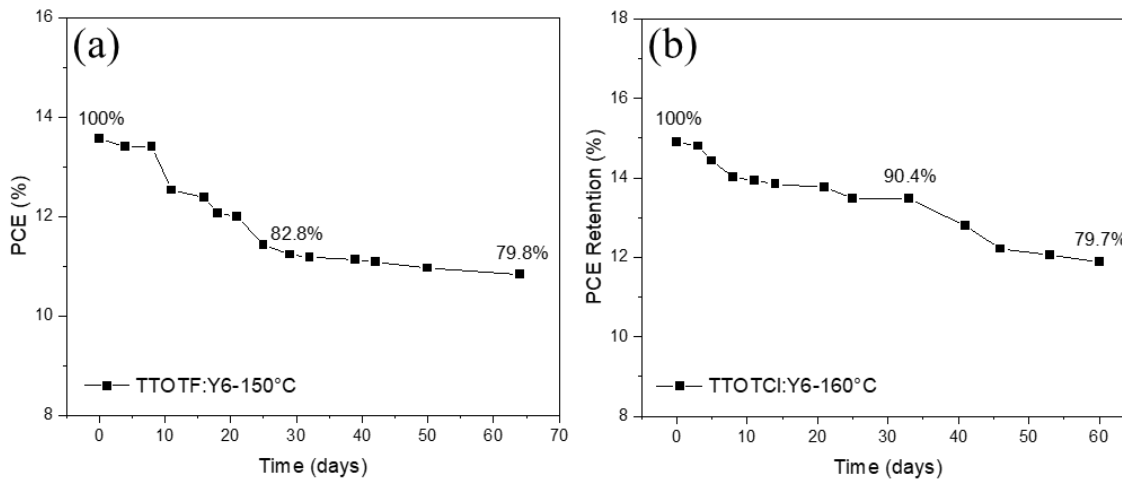 (a)
16
14
12
10
8
PCE (%)
100%
82.8%
79.8%
TTOTF:Y6-150°C
0 10 20 30 40 50 60 70
Time (days)
(b)
18
16
14
12
10
8
PCE Retention (%)
100%
90.4%
79.7%
TTOTCl:Y6-160°C
0 10 20 30 40 50 60
Time (days)